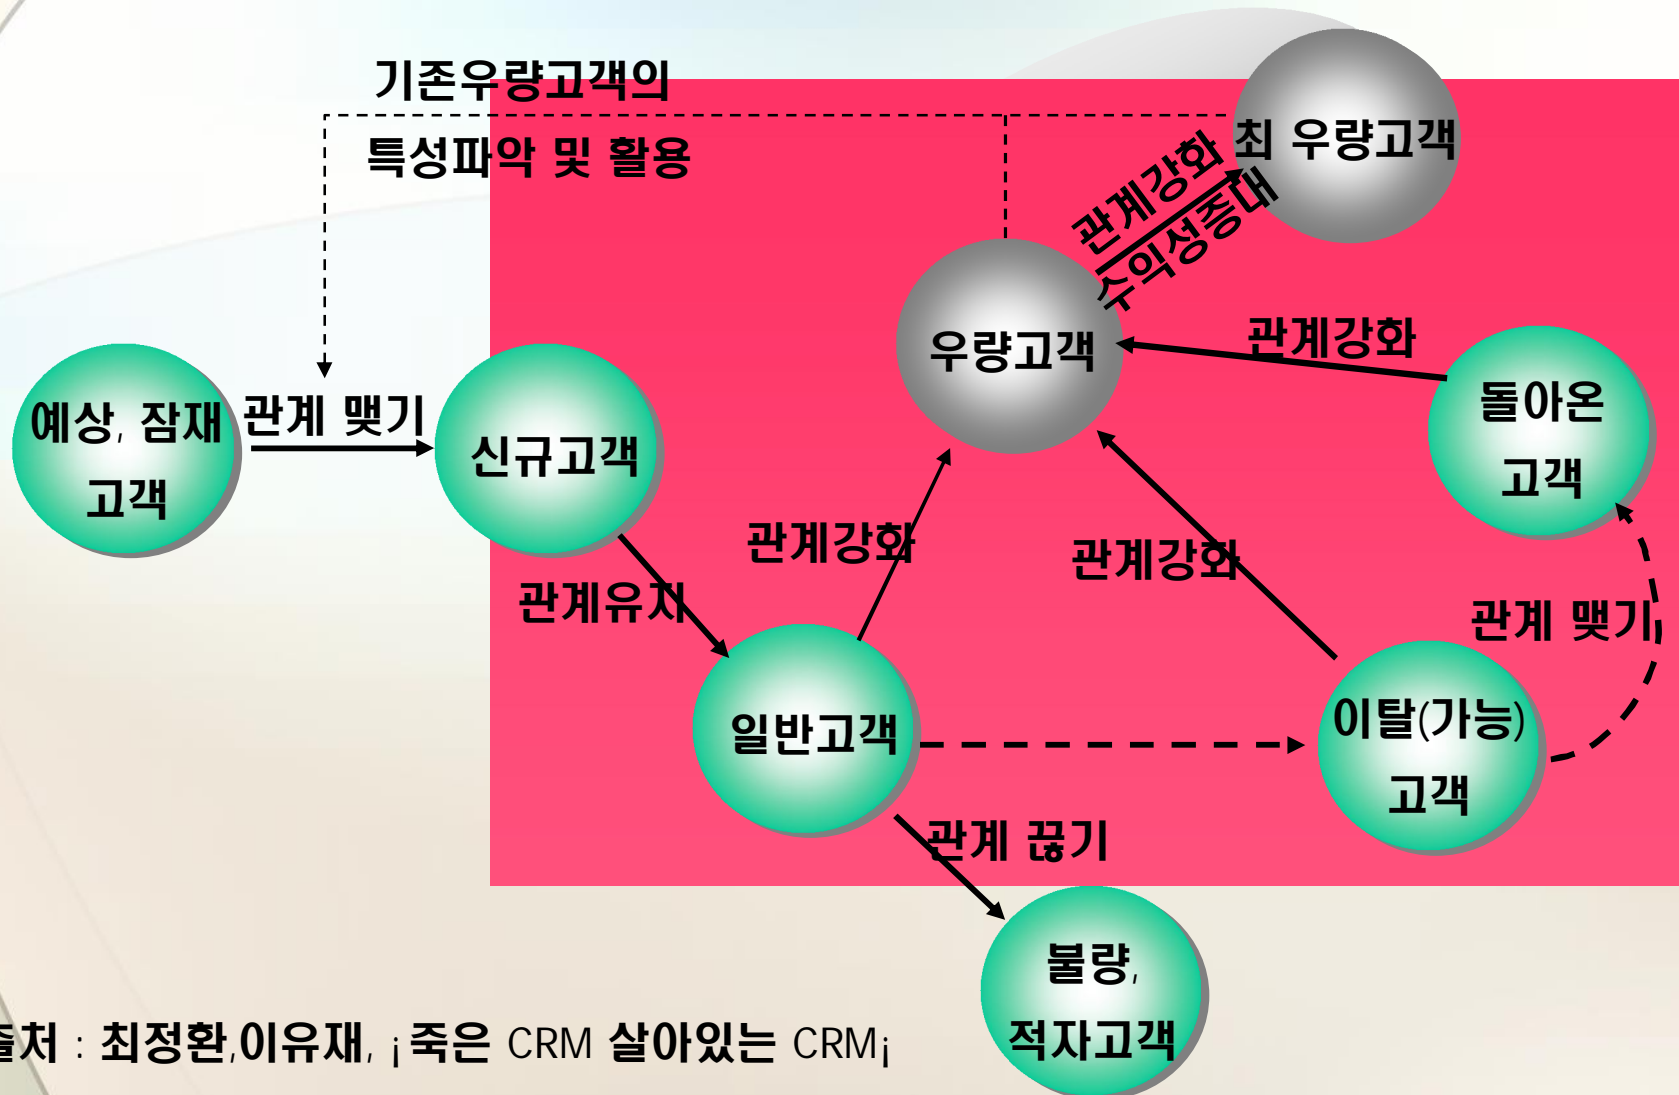 기존우량고객의
특성파악 및 활용
최 우량고객
관계강화
수익성증대
우량고객
관계강화
돌아온
고객
예상, 잠재
고객
관계 맺기
신규고객
관계강화
관계강화
관계유지
관계 맺기
일반고객
이탈(가능)
고객
관계 끊기
불량,
적자고객
출처 : 최정환,이유재, ¡죽은 CRM 살아있는 CRM¡